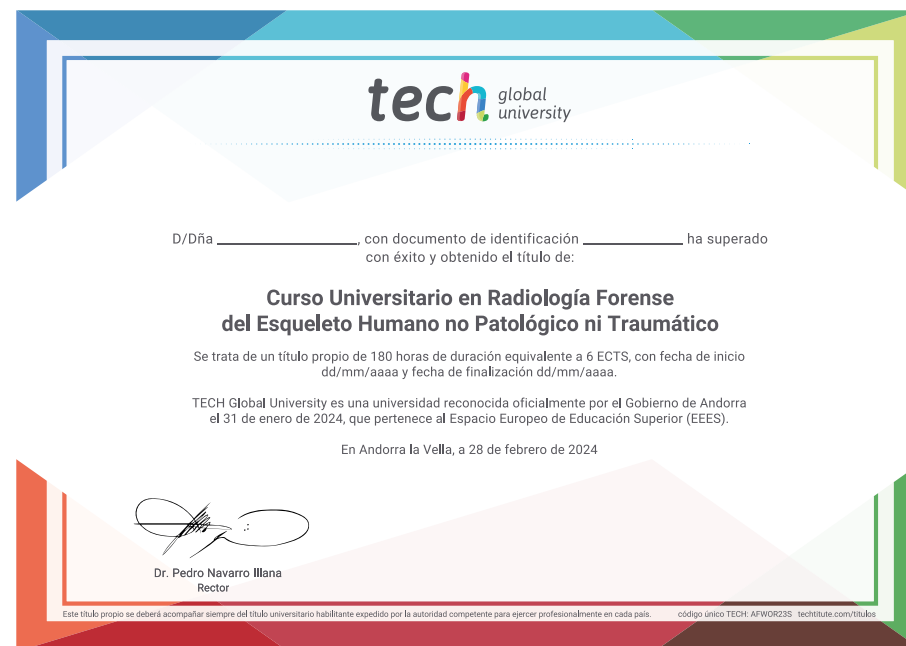 tech global university
D/Dña ____________________, con documento de identificación ______________ ha superado
con éxito y obtenido el título de:
Curso Universitario en Radiología Forense
del Esqueleto Humano no Patológico ni Traumático
Se trata de un título propio de 180 horas de duración equivalente a 6 ECTS, con fecha de inicio
dd/mm/aaaa y fecha de finalización dd/mm/aaaa.
TECH Global University es una universidad reconocida oficialmente por el Gobierno de Andorra
el 31 de enero de 2024, que pertenece al Espacio Europeo de Educación Superior (EEES).
En Andorra la Vella, a 28 de febrero de 2024
Dr. Pedro Navarro Illana
Rector
Este título propio se deberá acompañar siempre del título universitario habilitante expedido por la autoridad competente para ejercer profesionalmente en cada país. código único TECH: AFWOR23S techtitute.com/titulos